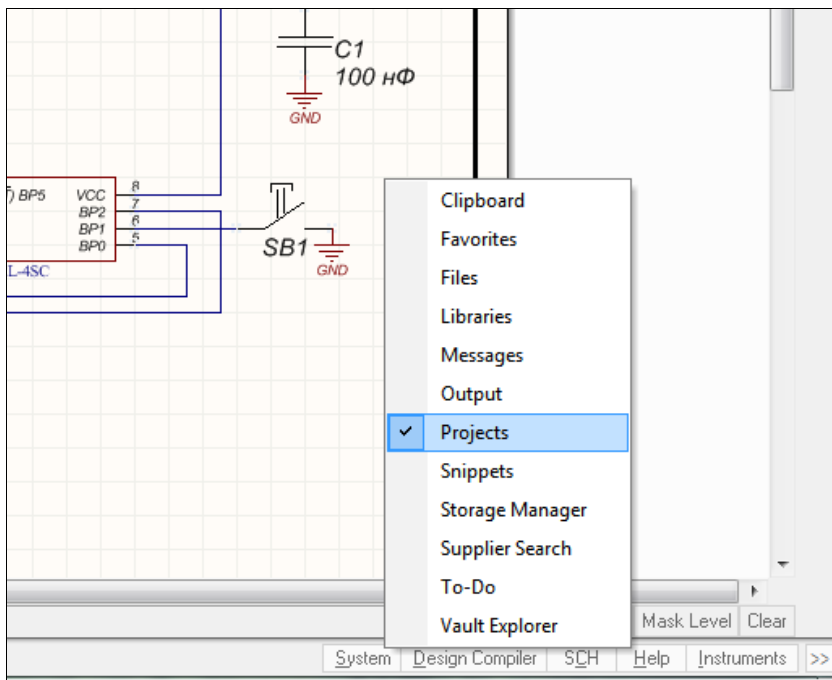 C1
100 нФ
GND
) BP5 VCC 8
BP2 7
BP1 6
BP0 5
L-4SC
SB1
GND
Clipboard
Favorites
Files
Libraries
Messages
Output
Projects
Snippets
Storage Manager
Supplier Search
To-Do
Vault Explorer
Mask Level Clear
System Design Compiler SCH Help Instruments >>